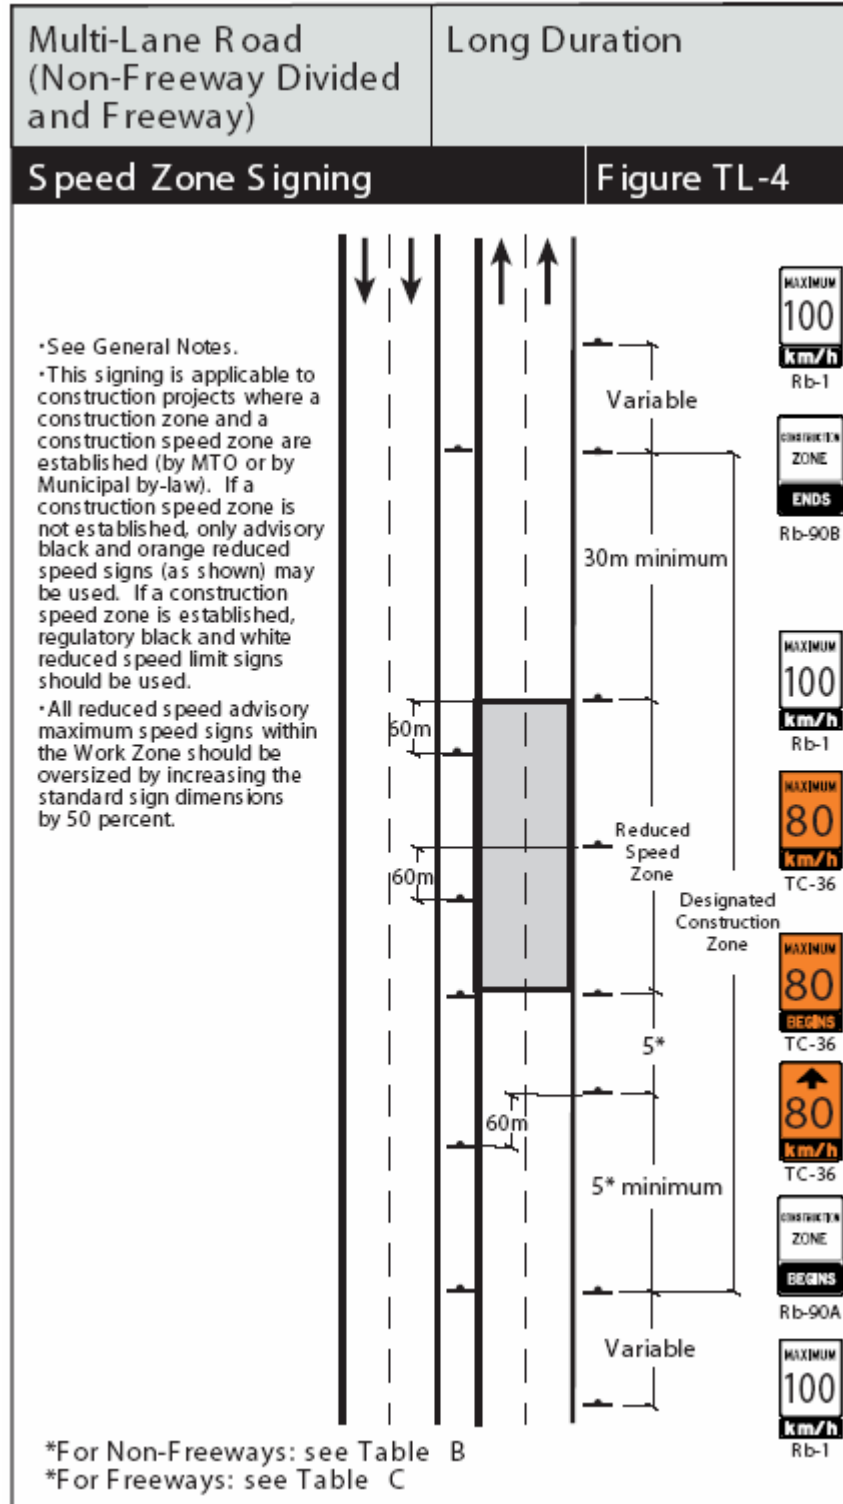 Multi-Lane Road
(Non-Freeway Divided
and Freeway)
Long Duration
Speed Zone Signing
Figure TL-4
·See General Notes.
·This signing is applicable to
construction projects where a
construction zone and a
construction speed zone are
established (by MTO or by
Municipal by-law). If a
construction speed zone is
not established, only advisory
black and orange reduced
speed signs (as shown) may
be used. If a construction
speed zone is established,
regulatory black and white
reduced speed limit signs
should be used.
·All reduced speed advisory
maximum speed signs within
the Work Zone should be
oversized by increasing the
standard sign dimensions
by 50 percent.
Variable
30m minimum
60m
60m
Reduced
Speed
Zone
Designated
Construction
Zone
5*
60m
5* minimum
Variable
MAXIMUM
100
km/h
Rb-1
CONSTRUCTION
ZONE
ENDS
Rb-90B
MAXIMUM
100
km/h
Rb-1
MAXIMUM
80
km/h
TC-36
MAXIMUM
80
BEGINS
TC-36
80
km/h
TC-36
CONSTRUCTION
ZONE
BEGINS
Rb-90A
MAXIMUM
100
km/h
Rb-1
*For Non-Freeways: see Table B
*For Freeways: see Table C